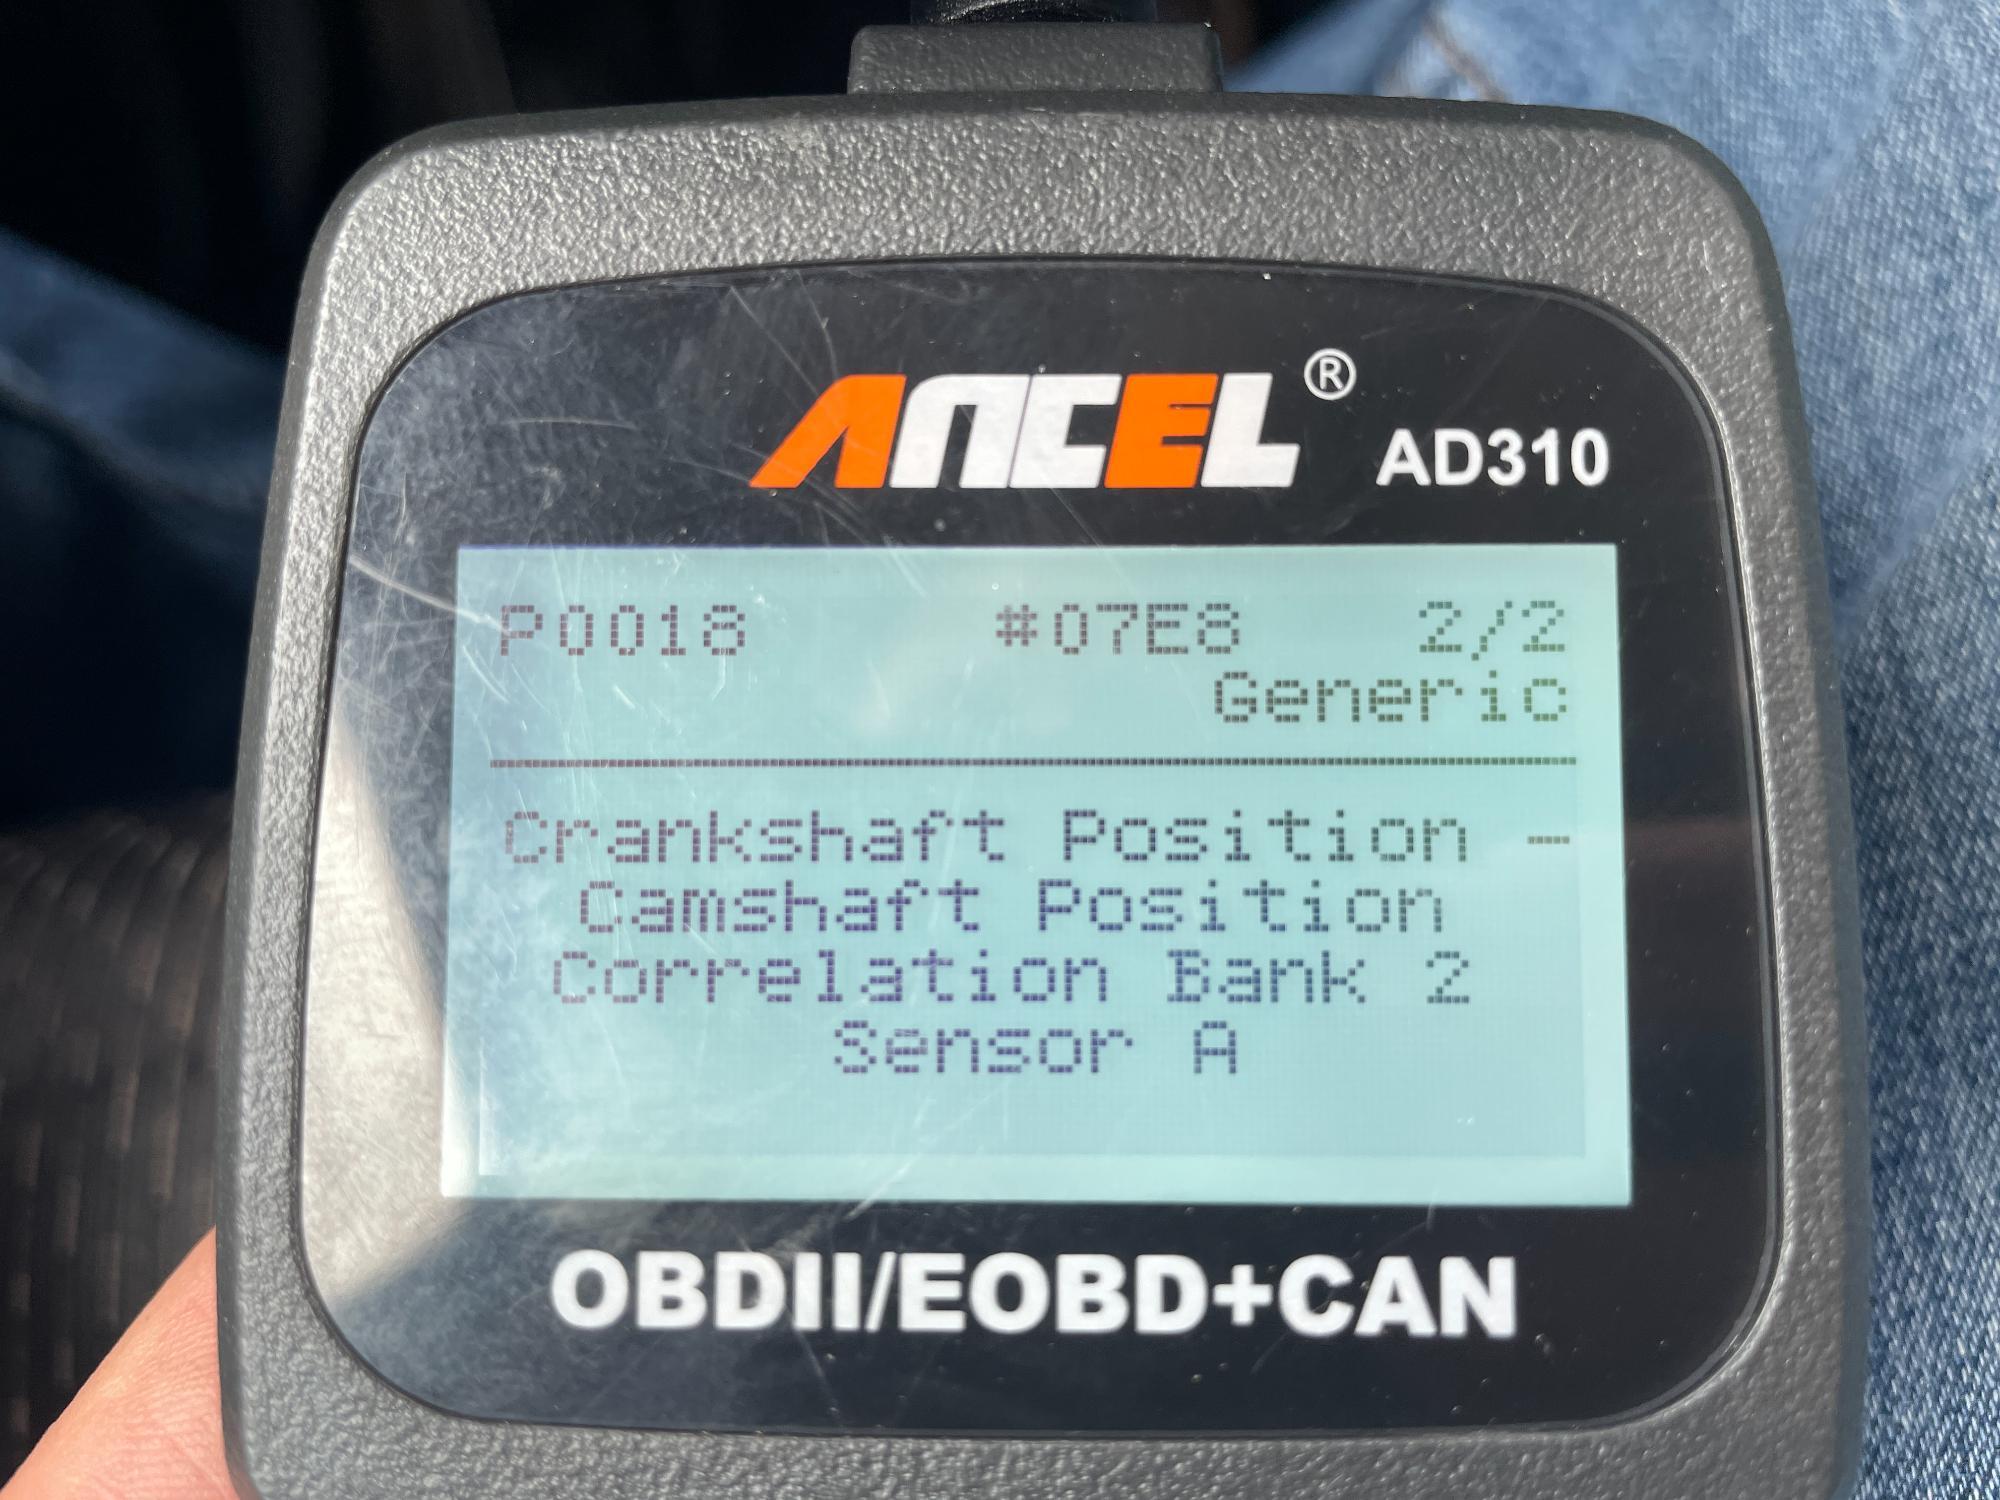 ANCEL® AD310
P0018 #07E8 2/2
Generic
Crankshaft Position -
Camshaft Position
Correlation Bank 2
Sensor A
OBDII/EOBD+CAN